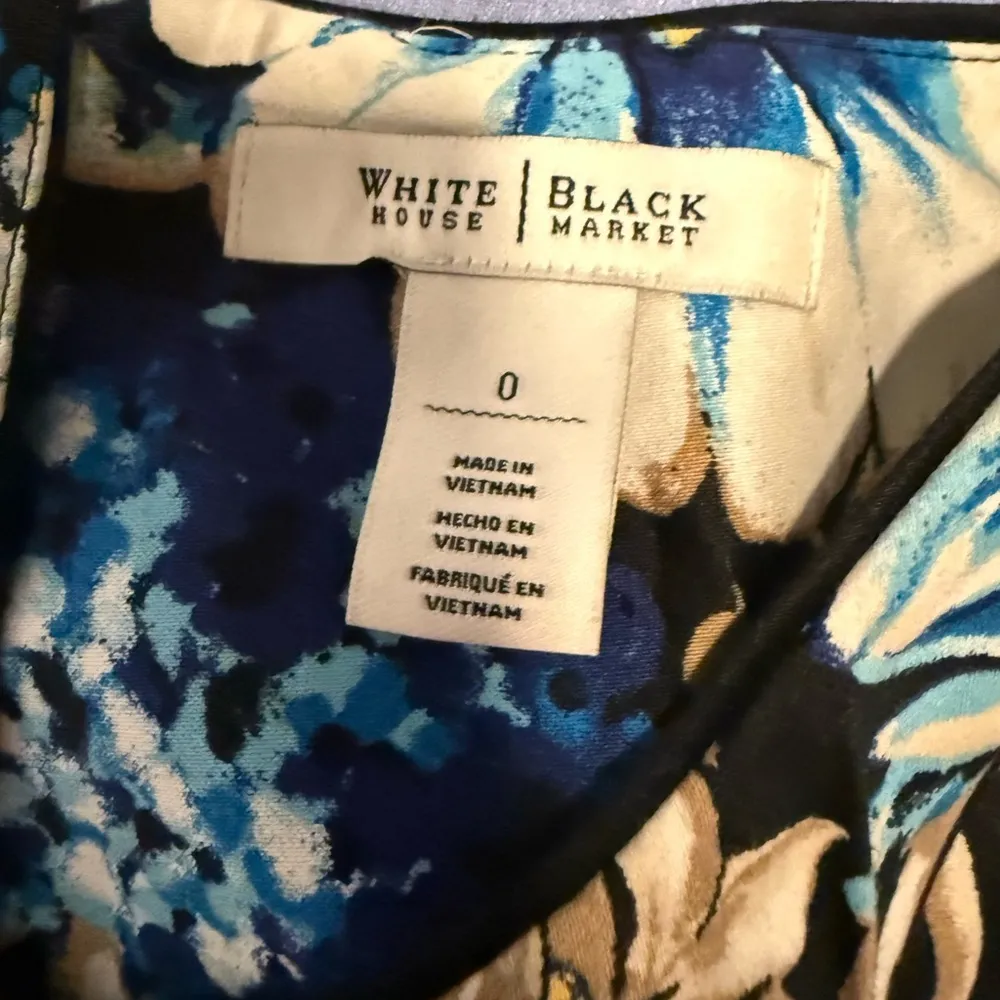 WHITE | BLACK
HOUSE | MARKET
0
MADE IN
VIETNAM
HECHO EN
VIETNAM
FABRIQUÉ EN
VIETNAM